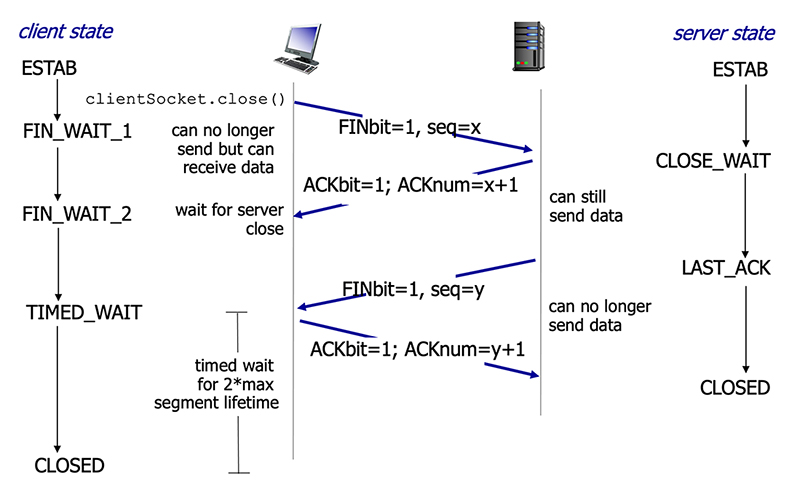 client state
server state
ESTAB
ESTAB
clientSocket.close()
FIN_WAIT_1
can no longer
send but can
receive data
FINbit=1, seq=x
CLOSE_WAIT
ACKbit=1; ACKnum=x+1
FIN_WAIT_2
wait for server
close
can still
send data
LAST_ACK
FINbit=1, seq=y
TIMED_WAIT
can no longer
send data
ACKbit=1; ACKnum=y+1
timed wait
for 2*max
segment lifetime
CLOSED
CLOSED